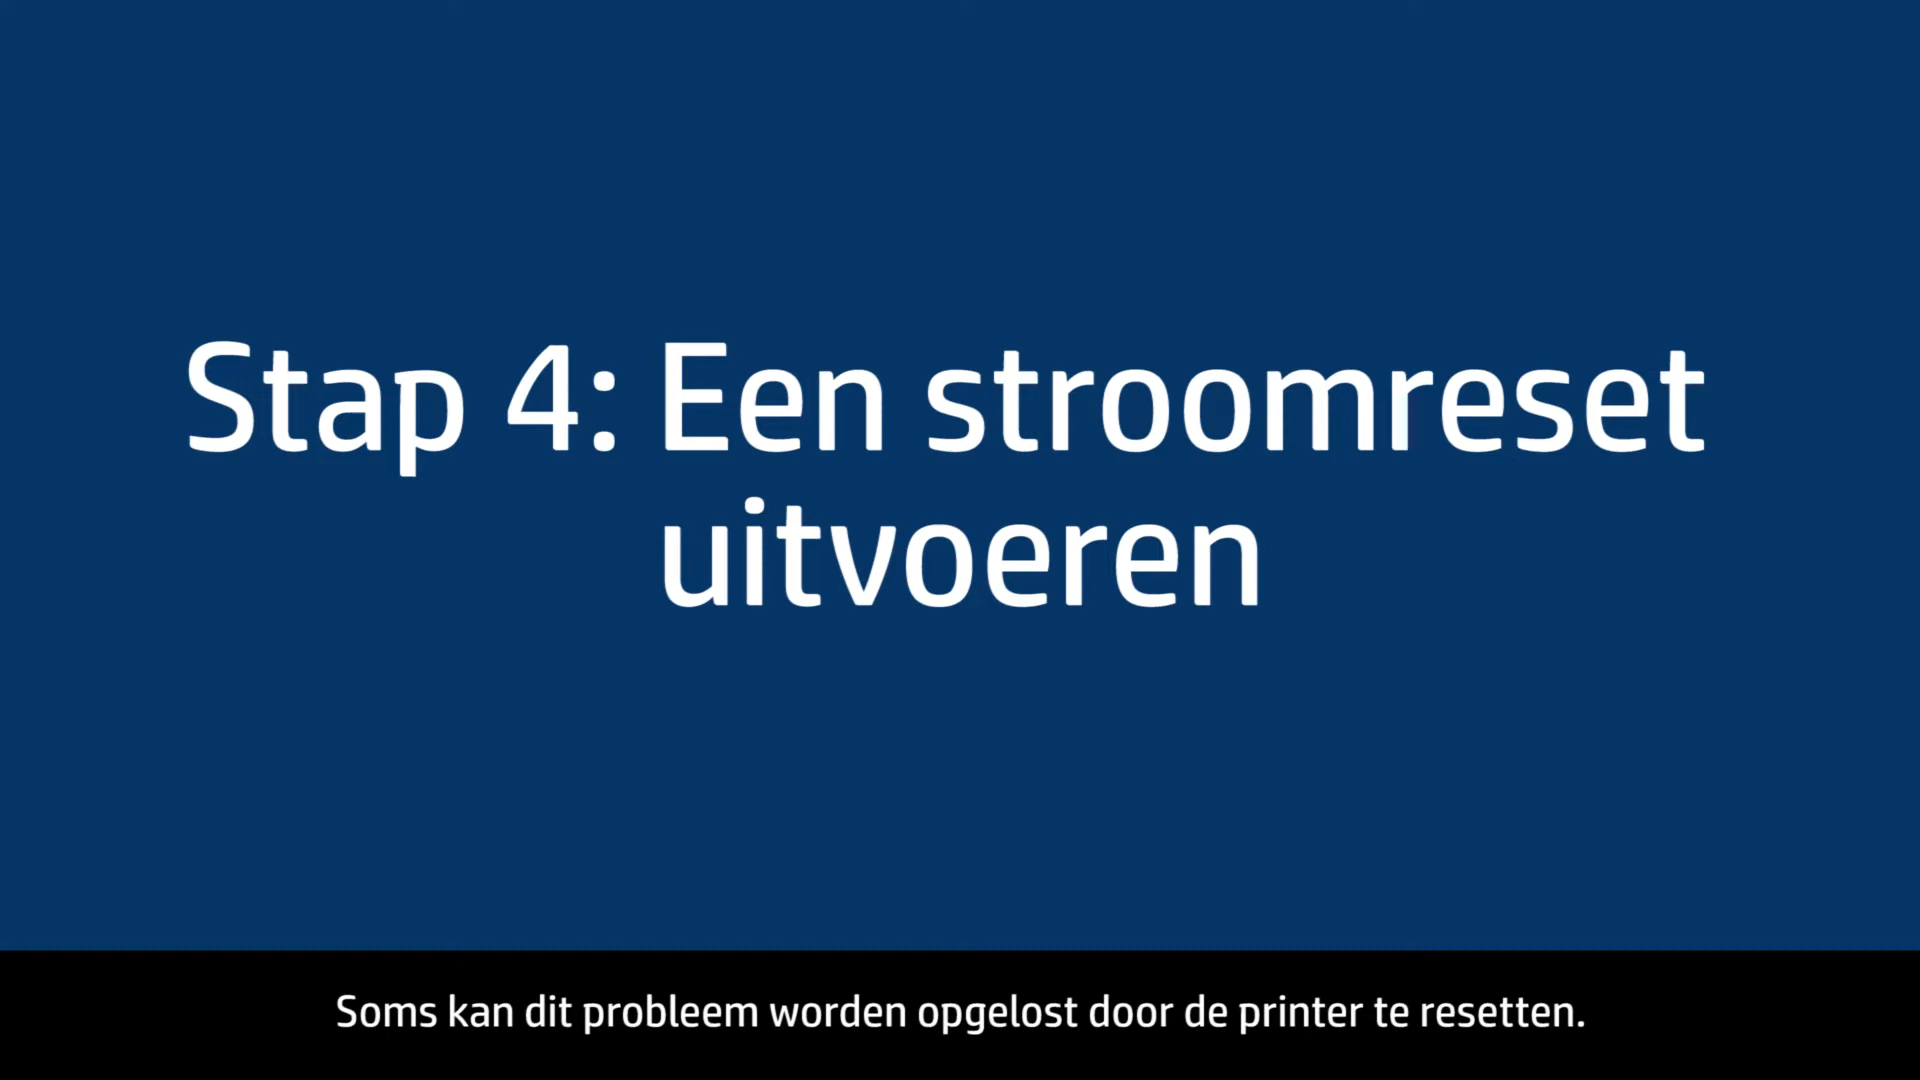 Stap 4: Een stroomreset
uitvoeren
Soms kan dit probleem worden opgelost door de printer te resetten.